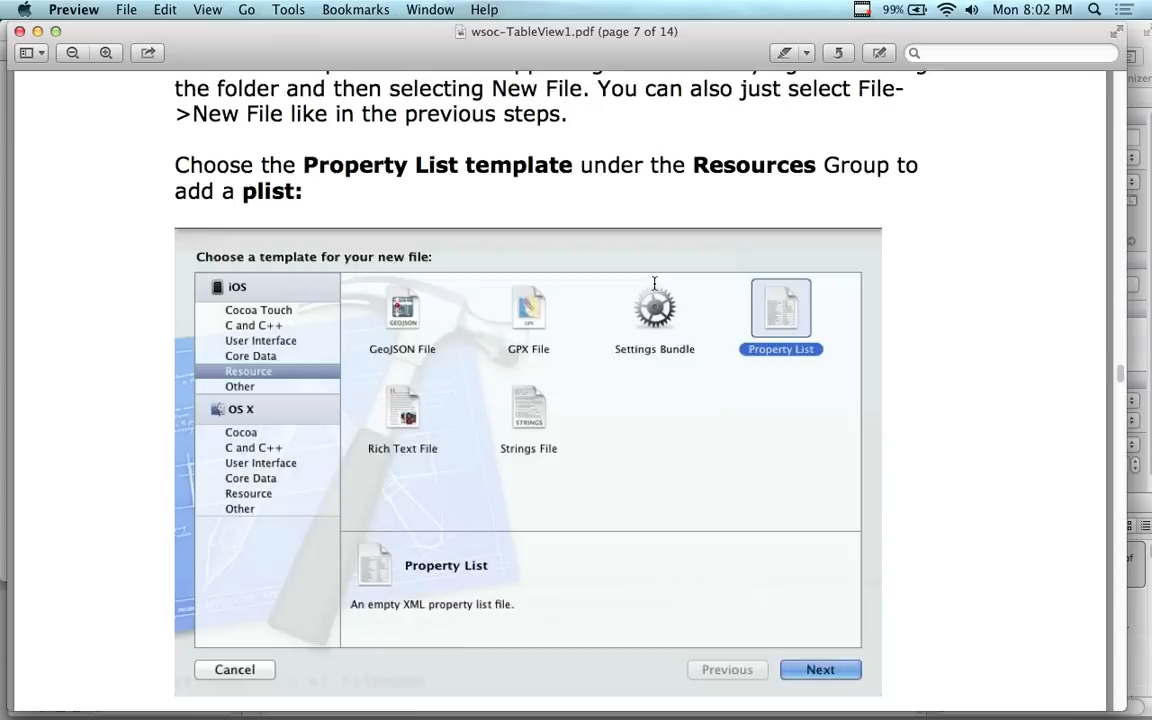 Preview File Edit View Go Tools Bookmarks Window Help 99% Mon 8:02 PM
wsoc-TableView1.pdf (page 7 of 14)
the folder and then selecting New File. You can also just select File-
>New File like in the previous steps.
Choose the Property List template under the Resources Group to
add a plist:
Choose a template for your new file:
iOS
Cocoa Touch
C and C++
User Interface
Core Data
Resource
Other
OS X
Cocoa
C and C++
User Interface
Core Data
Resource
Other
GEOJSON
GeoJSON File
GPX File
Settings Bundle
Property List
Rich Text File
STRINGS
Strings File
Property List
An empty XML property list file.
Cancel
Previous
Next